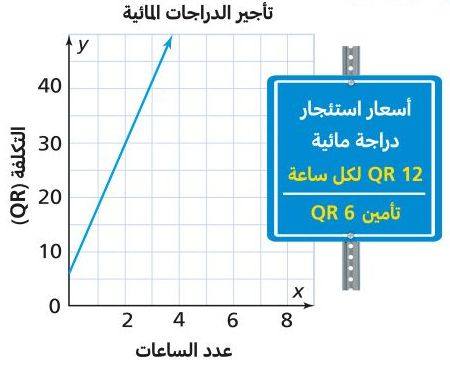 تأجير الدراجات المائية
y
40
30
20
10
0
التكلفة (QR)
2 4 6 8
x
عدد الساعات
أسعار استئجار
دراجة مائية
QR 12 لكل ساعة
تأمين QR 6